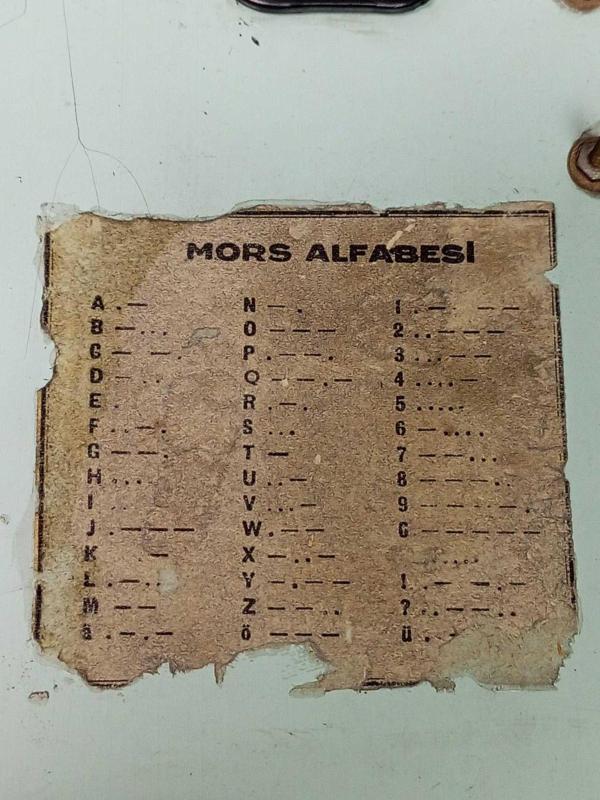 MORS ALFABESİ
A . —
B — . . .
G — — .
D — . .
E .
F . . — .
G — — .
H . . . .
I . .
J . — — —
K . —
L . — . .
M — —
ä . — . —
N — .
O — — —
P . — — .
Q — — . —
R . — .
S . . .
T —
U . . —
V . . . —
W . — —
X — . . —
Y — . — —
Z — — . .
ö — — — .
1 . — — —
2 . . — — —
3 . . . — —
4 . . . . —
5 . . . . .
6 — . . . .
7 — — . . .
8 — — — . .
9 — — — — .
0 — — — — —
. . . .
! . — — . —
? . . — — . .
ü . . —